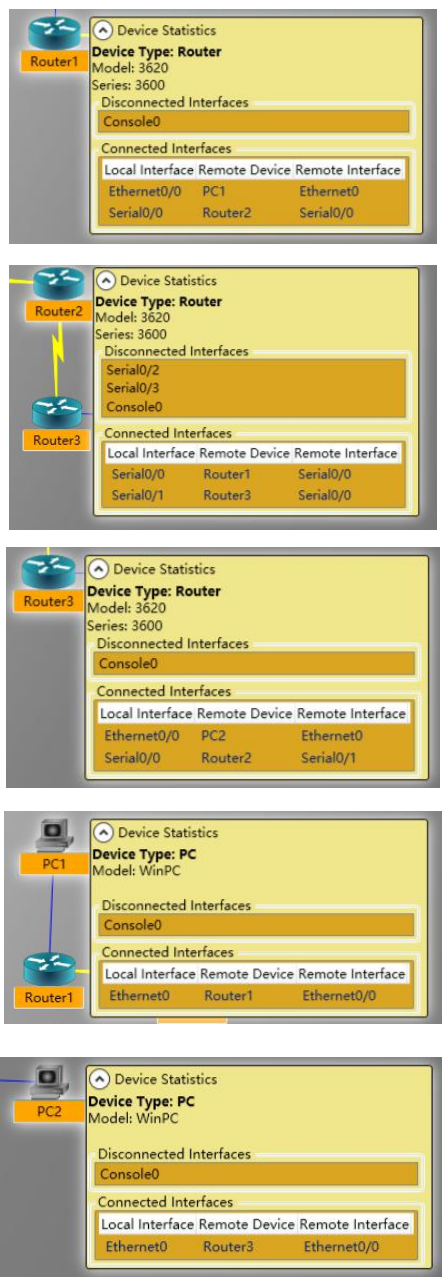 Router1
Device Statistics
Device Type: Router
Model: 3620
Series: 3600
Disconnected Interfaces
Console0
Connected Interfaces
Local Interface Remote Device Remote Interface
Ethernet0/0 PC1 Ethernet0
Serial0/0 Router2 Serial0/0
Router2
Router3
Device Statistics
Device Type: Router
Model: 3620
Series: 3600
Disconnected Interfaces
Serial0/2
Serial0/3
Console0
Connected Interfaces
Local Interface Remote Device Remote Interface
Serial0/0 Router1 Serial0/0
Serial0/1 Router3 Serial0/0
Router3
Device Statistics
Device Type: Router
Model: 3620
Series: 3600
Disconnected Interfaces
Console0
Connected Interfaces
Local Interface Remote Device Remote Interface
Ethernet0/0 PC2 Ethernet0
Serial0/0 Router2 Serial0/1
PC1
Router1
Device Statistics
Device Type: PC
Model: WinPC
Disconnected Interfaces
Console0
Connected Interfaces
Local Interface Remote Device Remote Interface
Ethernet0 Router1 Ethernet0/0
PC2
Device Statistics
Device Type: PC
Model: WinPC
Disconnected Interfaces
Console0
Connected Interfaces
Local Interface Remote Device Remote Interface
Ethernet0 Router3 Ethernet0/0